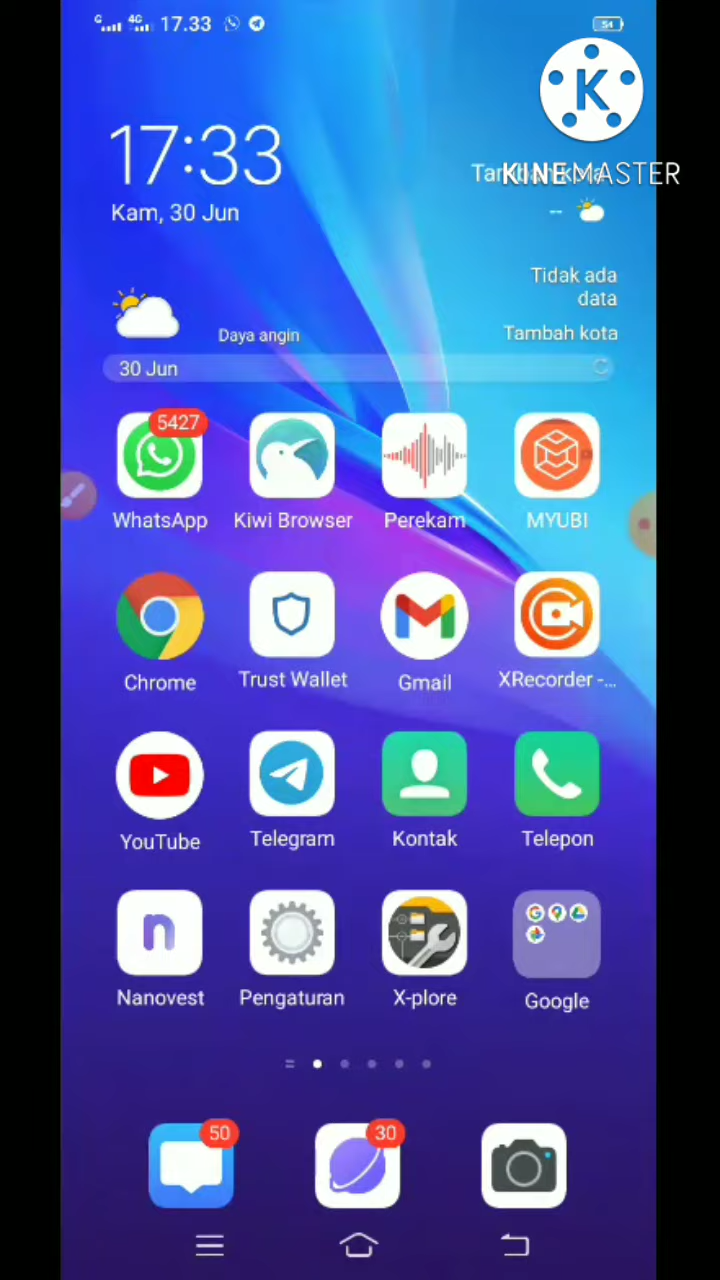 G 4G 17.33
54
K
KINEMASTER
17:33
Kam, 30 Jun
--
Tidak ada
data
Daya angin
Tambah kota
30 Jun
5427
WhatsApp
Kiwi Browser
Perekam
MYUBI
Chrome
Trust Wallet
Gmail
XRecorder -...
YouTube
Telegram
Kontak
Telepon
n
Nanovest
Pengaturan
X-plore
Google
50
30